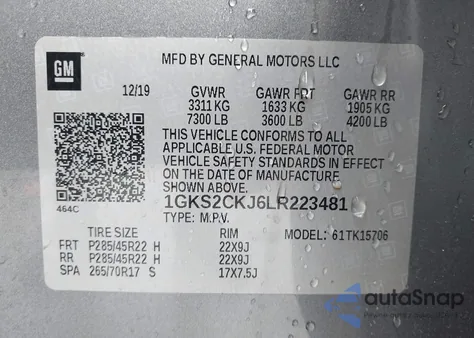 GM
MFD BY GENERAL MOTORS LLC
12/19 GVWR GAWR FRT GAWR RR
3311 KG 1633 KG 1905 KG
7300 LB 3600 LB 4200 LB
THIS VEHICLE CONFORMS TO ALL
APPLICABLE U.S. FEDERAL MOTOR
VEHICLE SAFETY STANDARDS IN EFFECT
ON THE DATE OF MANUFACTURE
SHOWN ABOVE.
464C 1GKS2CKJ6LR223481
TYPE: M.P.V.
TIRE SIZE RIM MODEL: 61TK15706
FRT P285/45R22 H 22X9J
RR P285/45R22 H 22X9J
SPA 265/70R17 S 17X7.5J
autoSnap